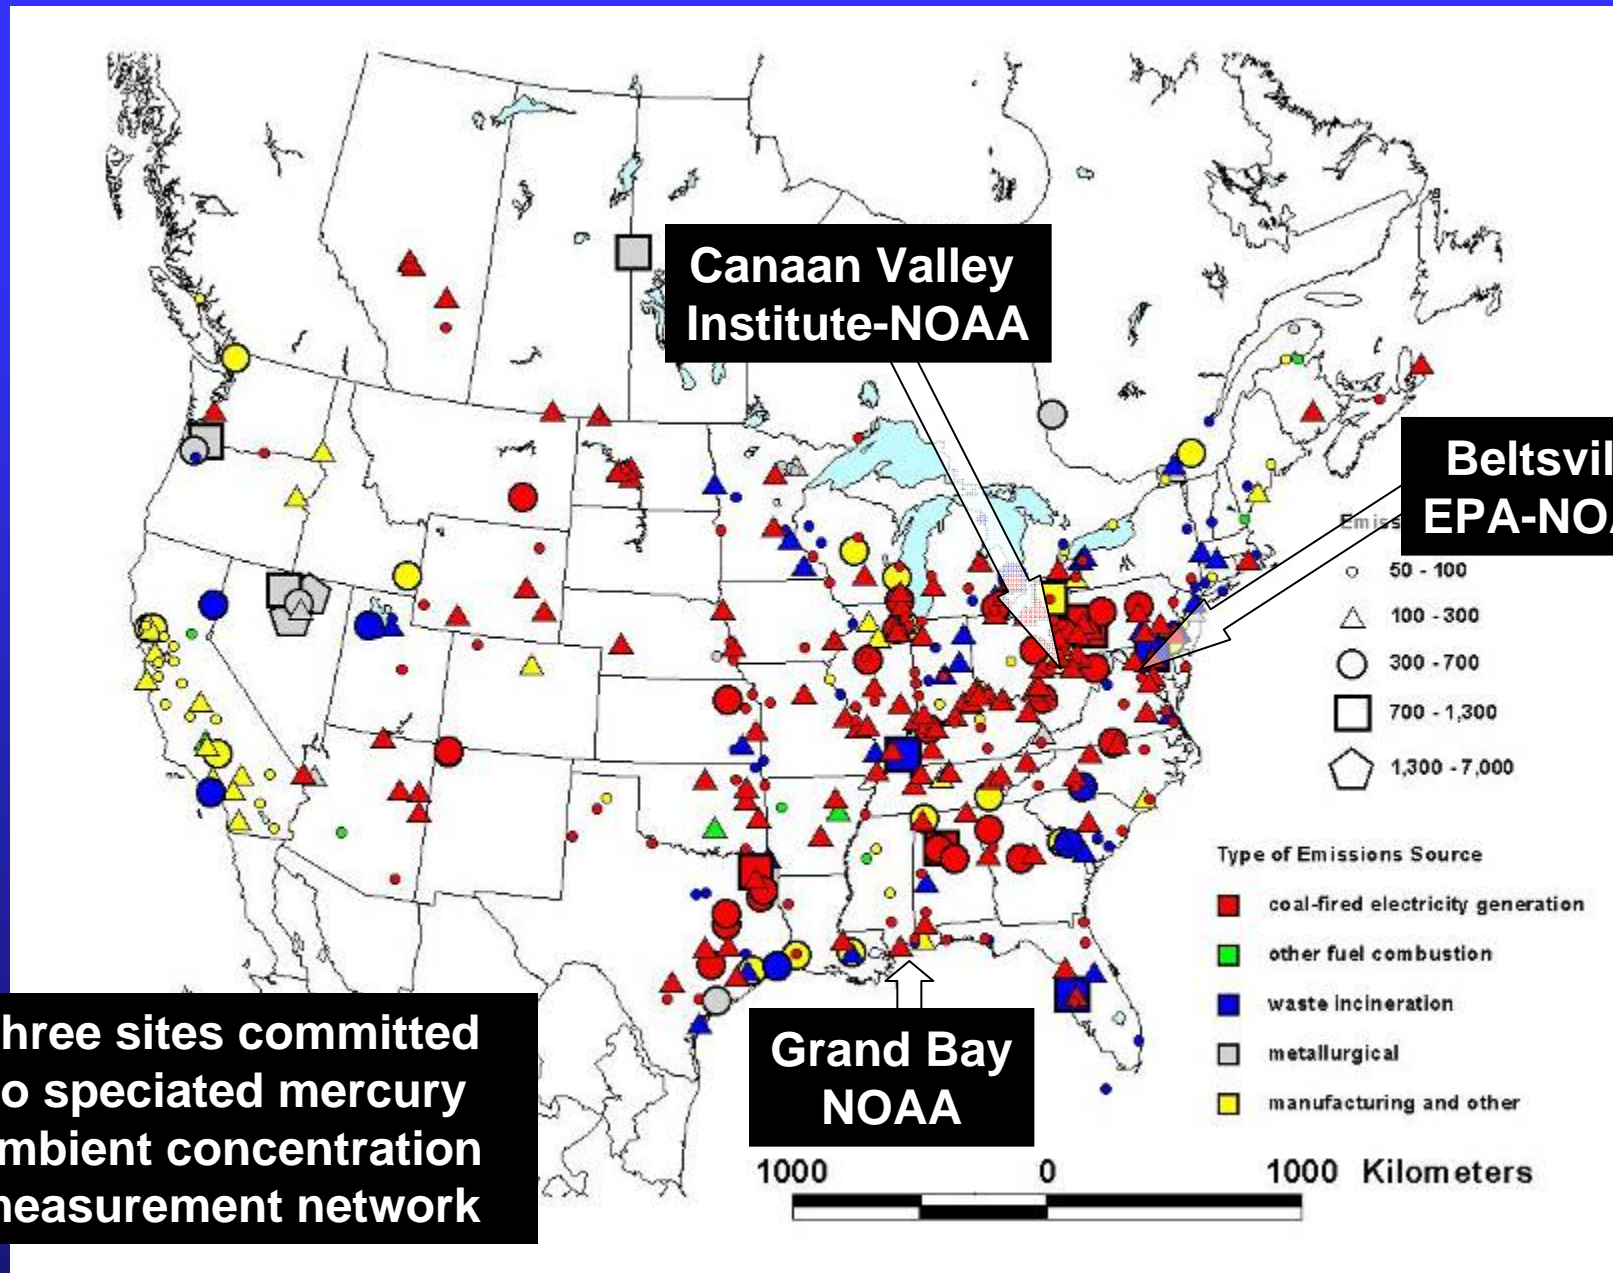 Canaan Valley
Institute-NOAA
Beltsvil
EPA-NOA
Emiss
50 - 100
100 - 300
300 - 700
700 - 1,300
1,300 - 7,000
Type of Emissions Source
coal-fired electricity generation
other fuel combustion
waste incineration
metallurgical
manufacturing and other
Grand Bay
NOAA
hree sites committed
o speciated mercury
mbient concentration
neasurement network
1000 0 1000 Kilometers